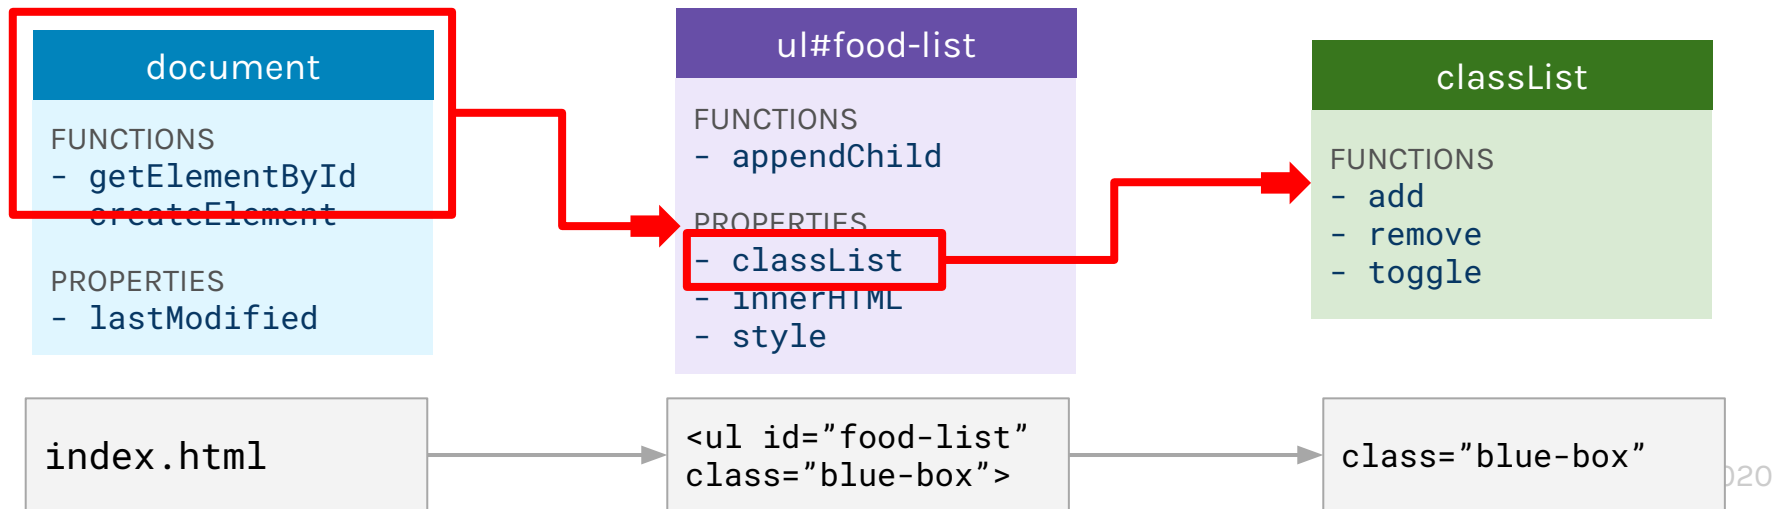 document
FUNCTIONS
- getElementById
- createElement
PROPERTIES
- lastModified
ul#food-list
FUNCTIONS
- appendChild
PROPERTIES
- classList
- innerHTML
- style
classList
FUNCTIONS
- add
- remove
- toggle
index.html
<ul id=”food-list”
class=”blue-box”>
class=”blue-box”